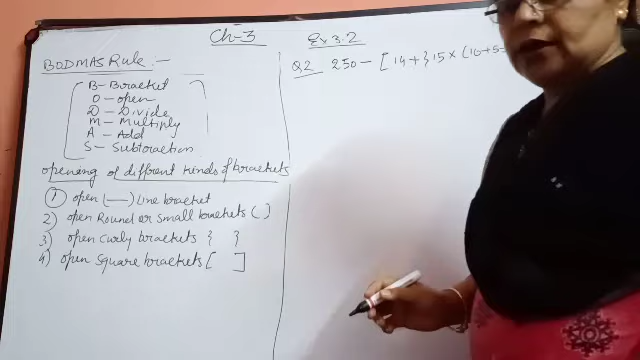 Ch-3
Ex 3.2
BODMAS Rule :-
B - Bracket
O - open
D - Divide
M - Multiply
A - Add
S - Subtraction
opening of different kinds of brackets
1 open (—) Line bracket
2) open Round or small brackets ( )
3) open Curly brackets { }
4) open Square brackets [ ]
Q2 250 - [ 14 + { 15 × (10 + 5 -